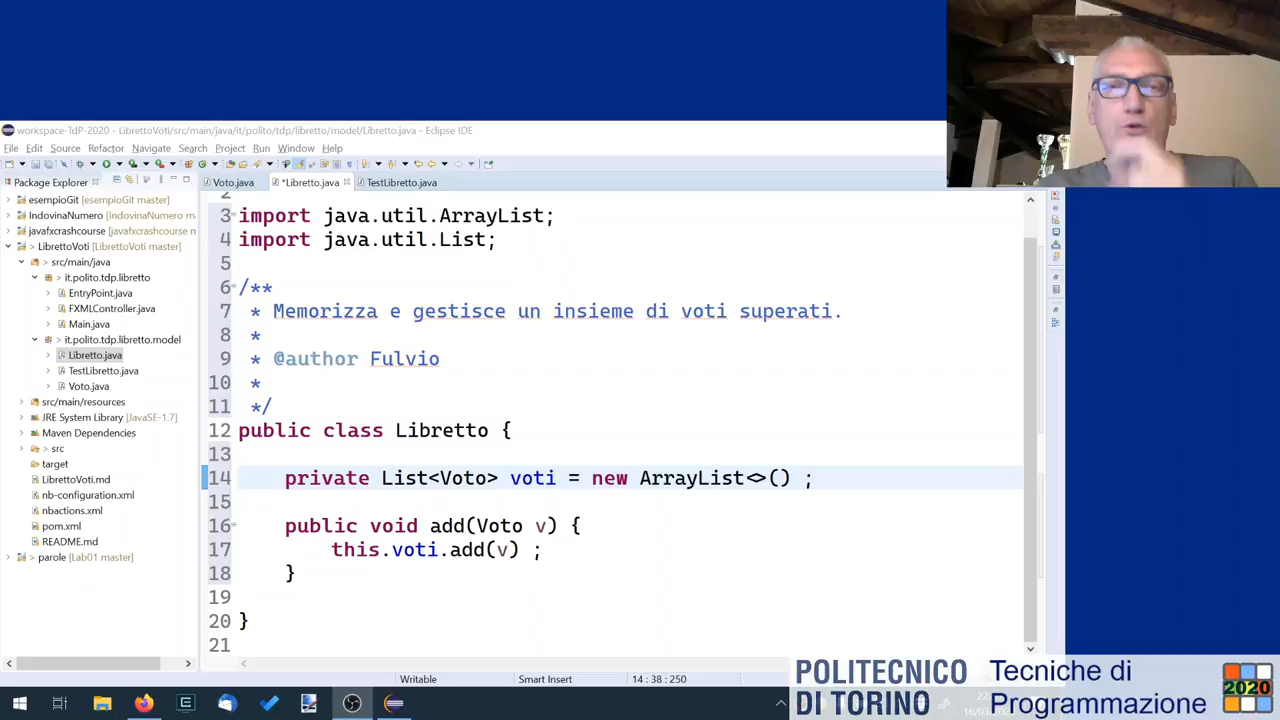 workspace-TdP-2020 - LibrettoVoti/src/main/java/it/polito/tdp/libretto/model/Libretto.java - Eclipse IDE
File Edit Source Refactor Navigate Search Project Run Window Help
Package Explorer
Voto.java
*Libretto.java
TestLibretto.java
esempioGit [esempioGit master]
IndovinaNumero [IndovinaNumero master]
javafxcrashcourse [javafxcrashcourse m
> LibrettoVoti [LibrettoVoti master]
src/main/java
it.polito.tdp.libretto
EntryPoint.java
FXMLController.java
Main.java
it.polito.tdp.libretto.model
Libretto.java
TestLibretto.java
Voto.java
src/main/resources
JRE System Library [JavaSE-1.7]
Maven Dependencies
> src
target
LibrettoVoti.md
nb-configuration.xml
nbactions.xml
pom.xml
README.md
> parole [Lab01 master]
2
3 import java.util.ArrayList;
4 import java.util.List;
5
6 /**
7 * Memorizza e gestisce un insieme di voti superati.
8 *
9 * @author Fulvio
10 *
11 */
12 public class Libretto {
13
14 private List<Voto> voti = new ArrayList<>() ;
15
16 public void add(Voto v) {
17 this.voti.add(v) ;
18 }
19
20 }
21
Writable
Smart Insert
14 : 38 : 250
POLITECNICO
DI TORINO
Tecniche di
Programmazione
2020